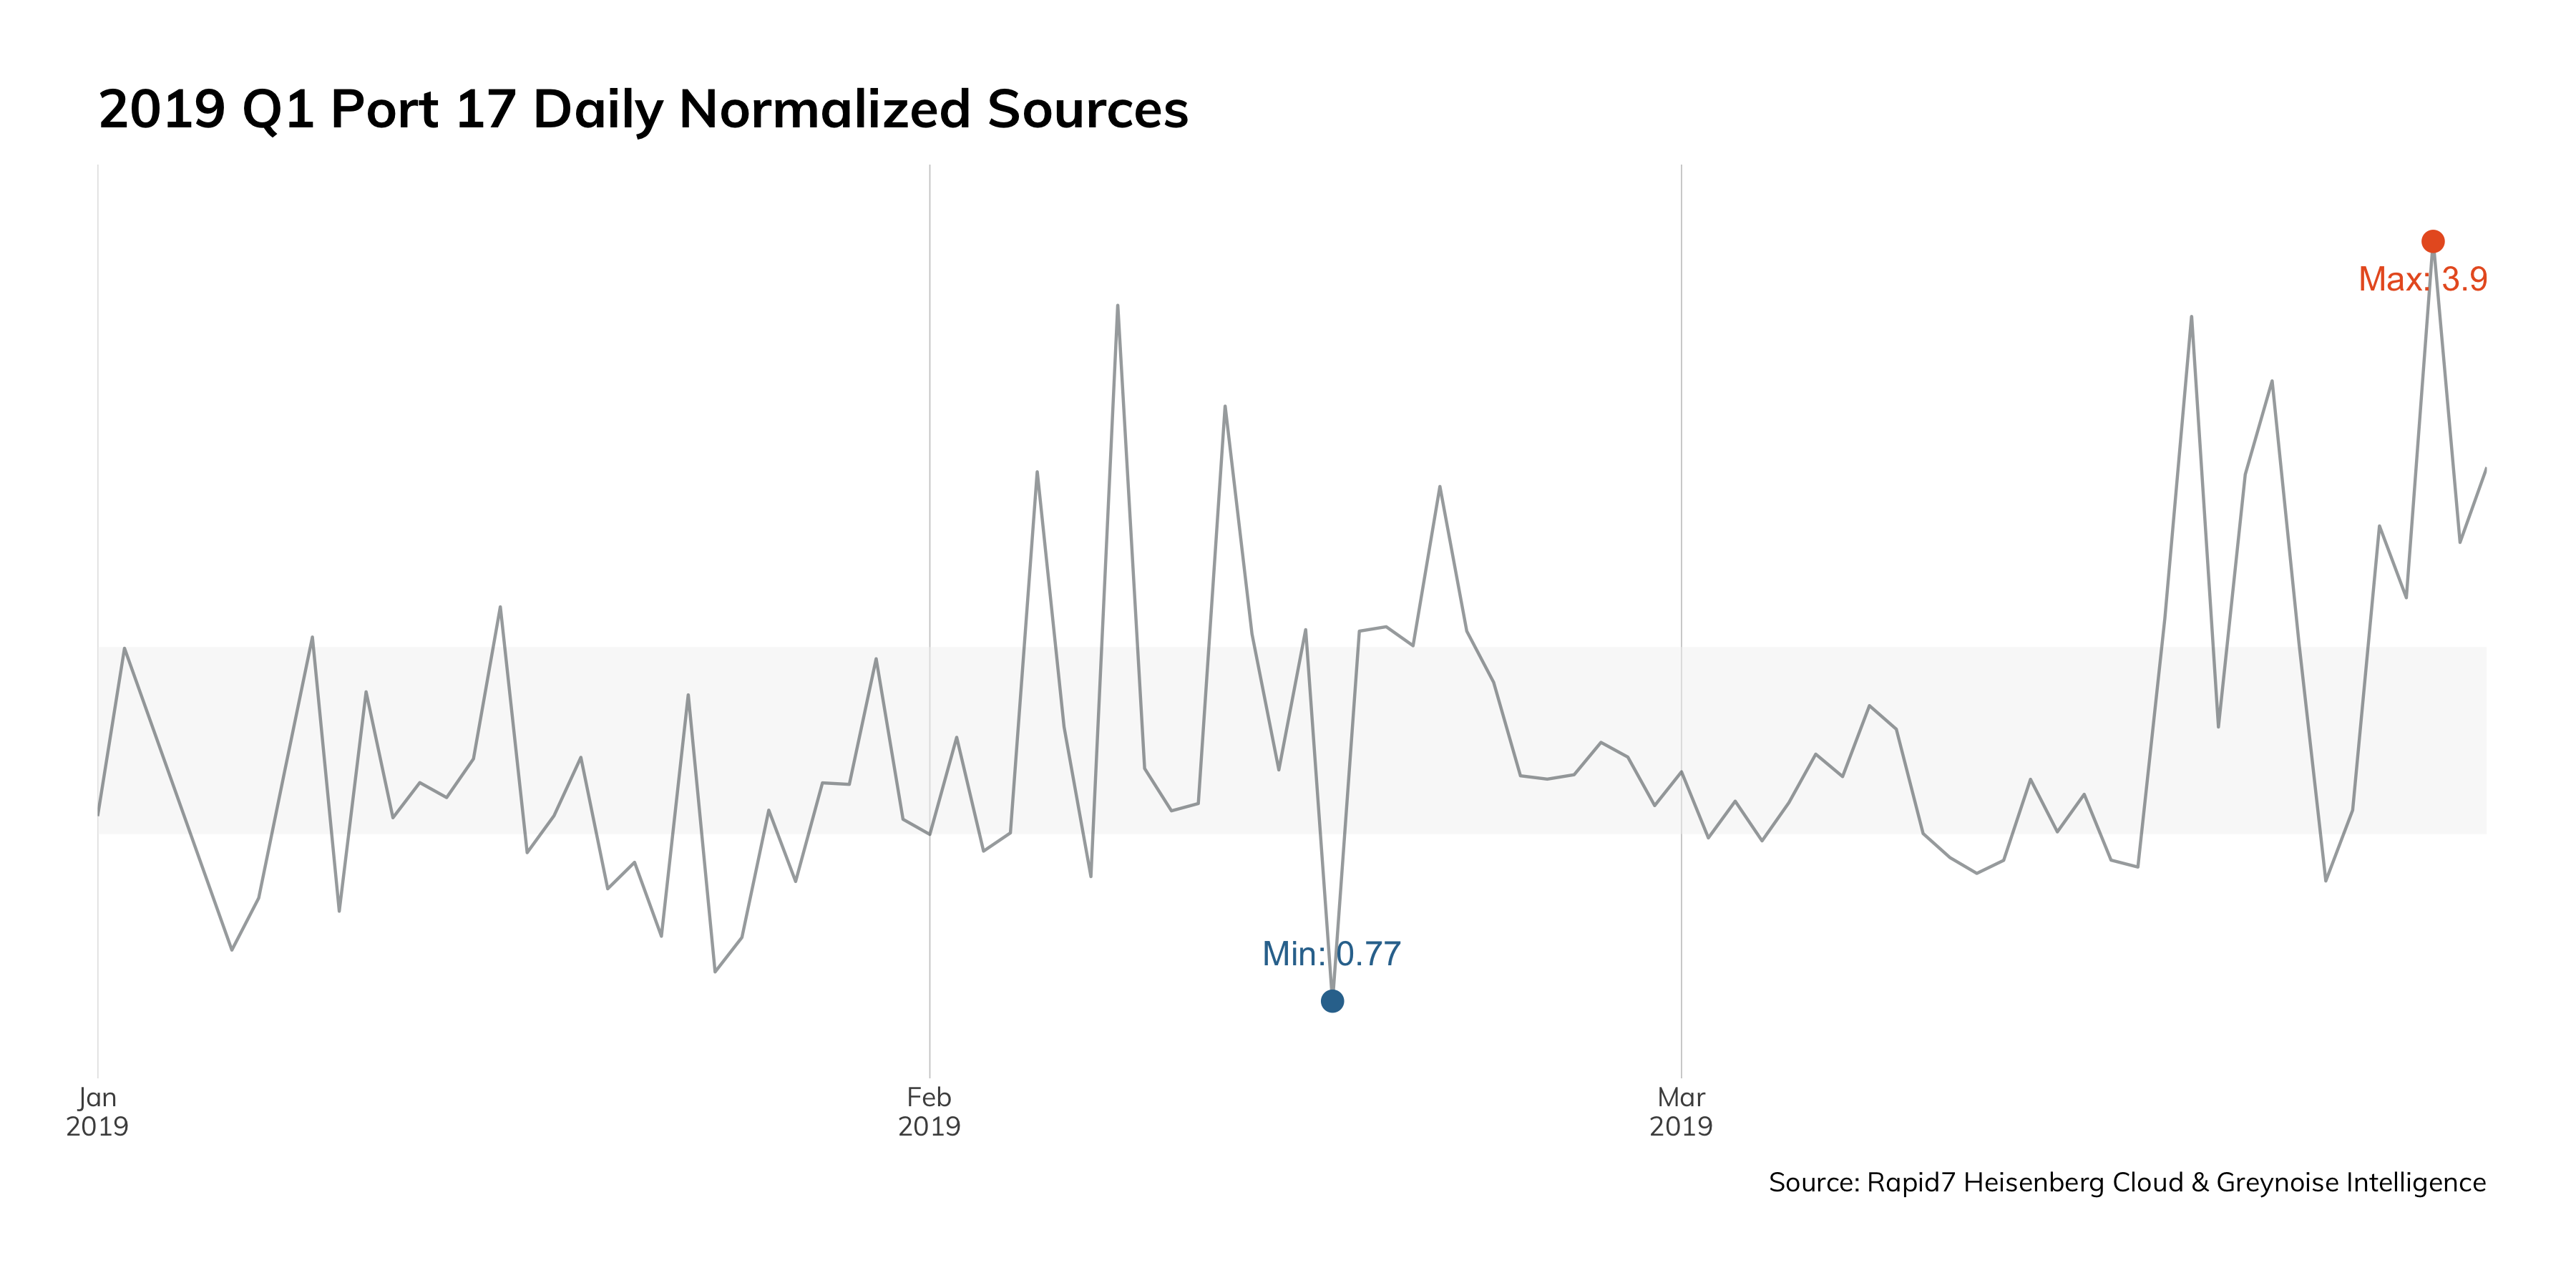 2019 Q1 Port 17 Daily Normalized Sources
Max: 3.9
Min: 0.77
Jan
2019
Feb
2019
Mar
2019
Source: Rapid7 Heisenberg Cloud & Greynoise Intelligence